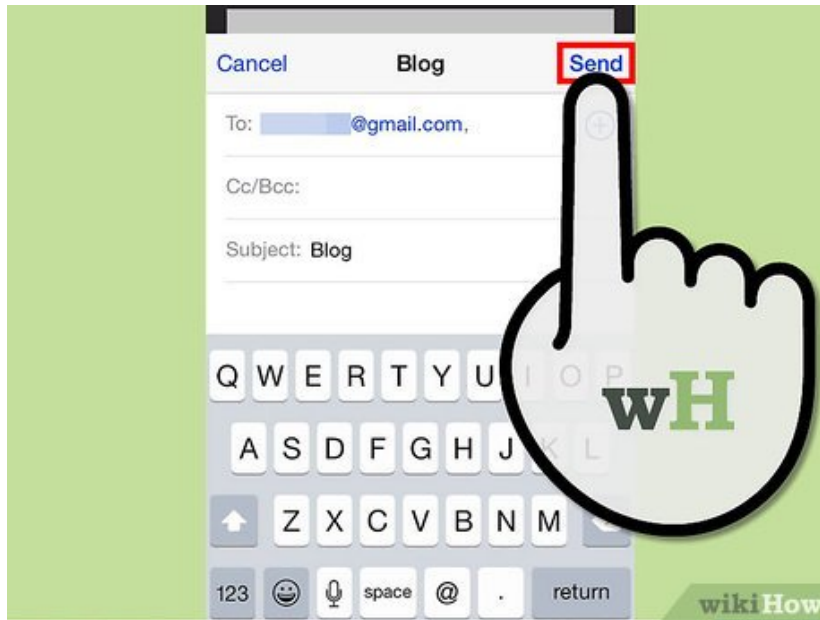 Cancel Blog Send
To: @gmail.com,
Cc/Bcc:
Subject: Blog
Q W E R T Y U I O P
A S D F G H J K L
Z X C V B N M
123 space @ . return
wH
wikiHow